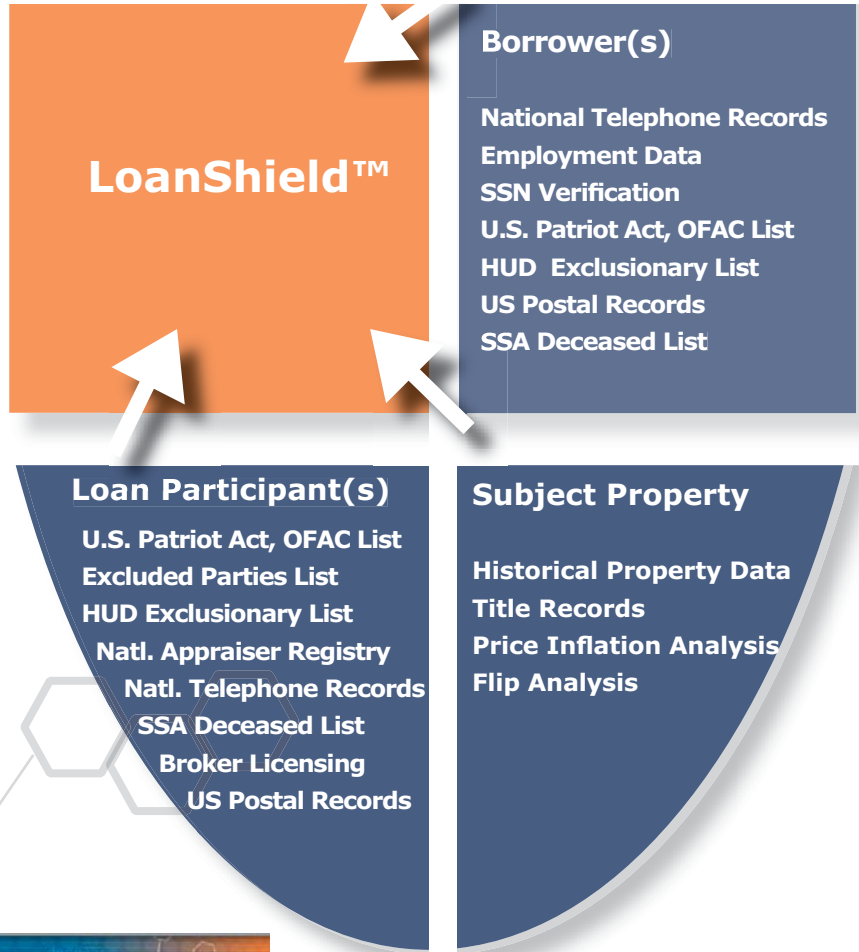 LoanShield™
Borrower(s)
National Telephone Records
Employment Data
SSN Verification
U.S. Patriot Act, OFAC List
HUD Exclusionary List
US Postal Records
SSA Deceased List
Loan Participant(s)
U.S. Patriot Act, OFAC List
Excluded Parties List
HUD Exclusionary List
Natl. Appraiser Registry
Natl. Telephone Records
SSA Deceased List
Broker Licensing
US Postal Records
Subject Property
Historical Property Data
Title Records
Price Inflation Analysis
Flip Analysis